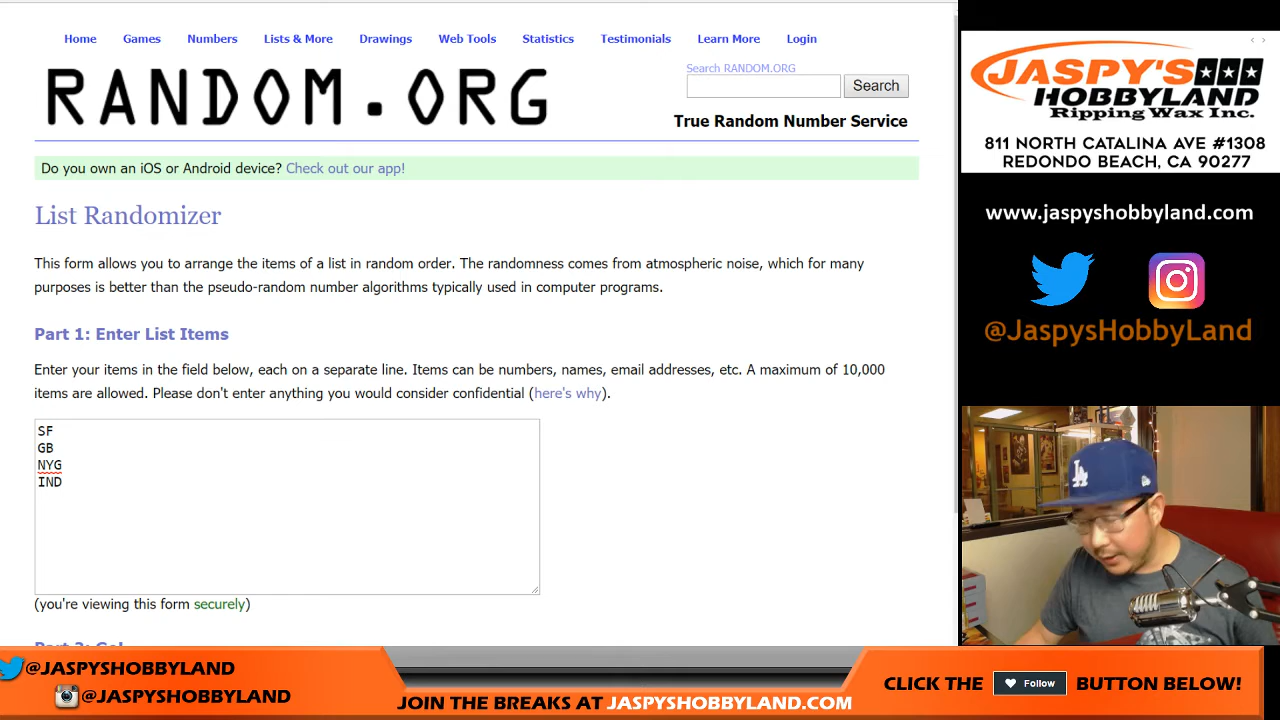 Home Games Numbers Lists & More Drawings Web Tools Statistics Testimonials Learn More Login
RANDOM.ORG
Search RANDOM.ORG
Search
True Random Number Service
Do you own an iOS or Android device? Check out our app!
List Randomizer
This form allows you to arrange the items of a list in random order. The randomness comes from atmospheric noise, which for many
purposes is better than the pseudo-random number algorithms typically used in computer programs.
Part 1: Enter List Items
Enter your items in the field below, each on a separate line. Items can be numbers, names, email addresses, etc. A maximum of 10,000
items are allowed. Please don't enter anything you would consider confidential (here's why).
SF
GB
NYG
IND
(you're viewing this form securely)
Part 2: Go!
JASPY'S
HOBBYLAND
Ripping Wax Inc.
811 NORTH CATALINA AVE #1308
REDONDO BEACH, CA 90277
www.jaspyshobbyland.com
@JaspysHobbyLand
LA
@JASPYSHOBBYLAND
@JASPYSHOBBYLAND
JOIN THE BREAKS AT JASPYSHOBBYLAND.COM
CLICK THE Follow BUTTON BELOW!